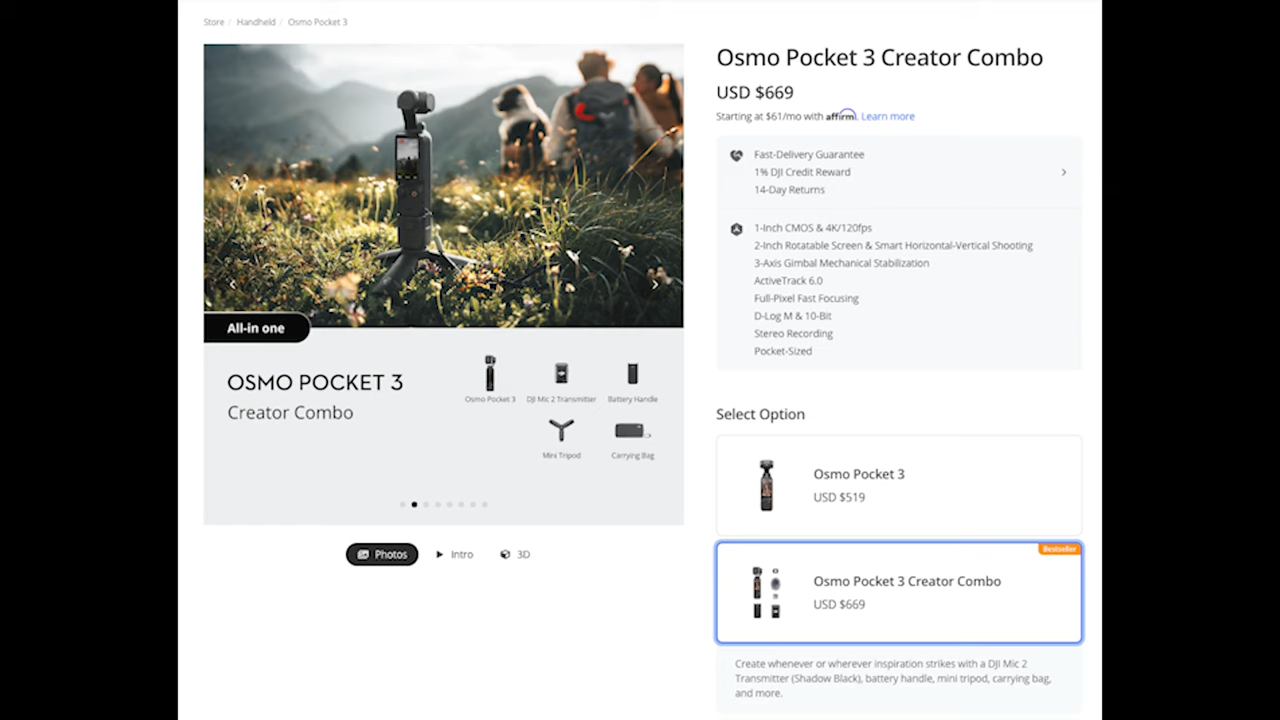 Store / Handheld / Osmo Pocket 3
All-in one
OSMO POCKET 3
Creator Combo
Osmo Pocket 3
DJI Mic 2 Transmitter
Battery Handle
Mini Tripod
Carrying Bag
Photos
Intro
3D
Osmo Pocket 3 Creator Combo
USD $669
Starting at $61/mo with affirm. Learn more
Fast-Delivery Guarantee
1% DJI Credit Reward
14-Day Returns
1-Inch CMOS & 4K/120fps
2-Inch Rotatable Screen & Smart Horizontal-Vertical Shooting
3-Axis Gimbal Mechanical Stabilization
ActiveTrack 6.0
Full-Pixel Fast Focusing
D-Log M & 10-Bit
Stereo Recording
Pocket-Sized
Select Option
Osmo Pocket 3
USD $519
Bestseller
Osmo Pocket 3 Creator Combo
USD $669
Create whenever or wherever inspiration strikes with a DJI Mic 2
Transmitter (Shadow Black), battery handle, mini tripod, carrying bag,
and more.